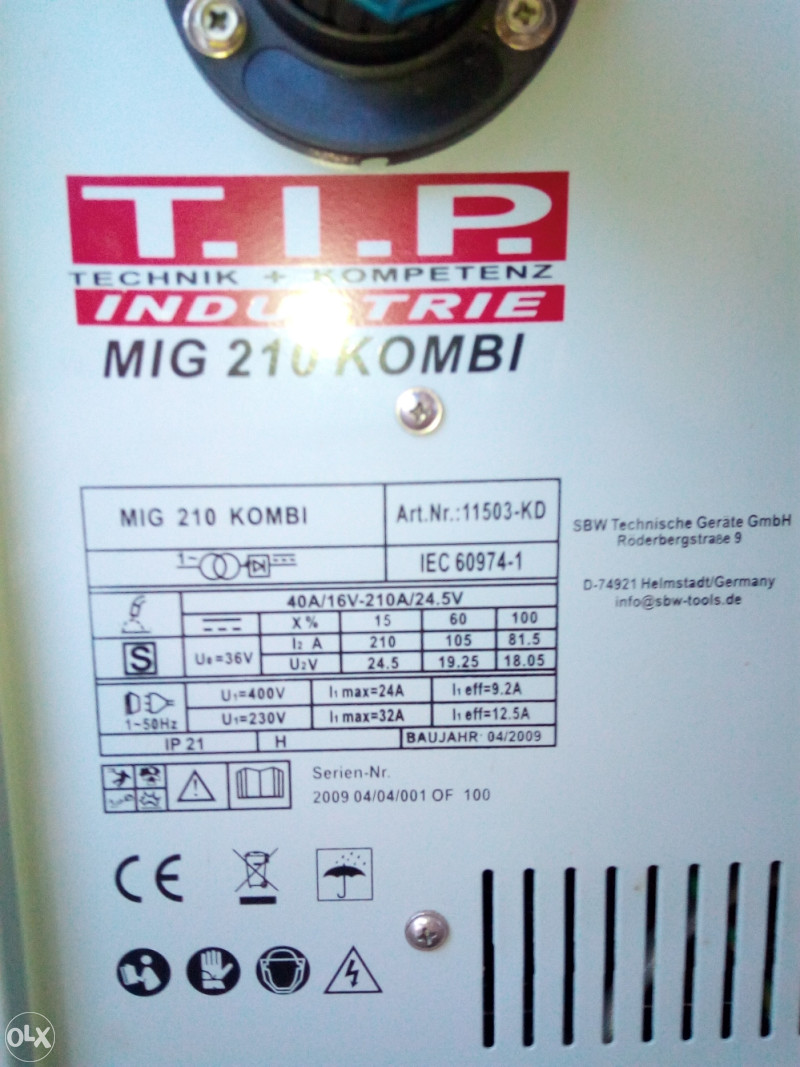 T.I.P.
TECHNIK + KOMPETENZ
INDUSTRIE
MIG 210 KOMBI
MIG 210 KOMBI
Art.Nr.:11503-KD
1~
IEC 60974-1
40A/16V-210A/24.5V
X% 15 60 100
S U₀=36V I₂ A 210 105 81.5
U₂V 24.5 19.25 18.05
1~50Hz
U₁=400V I₁ max=24A I₁ eff=9.2A
U₁=230V I₁ max=32A I₁ eff=12.5A
IP 21 H BAUJAHR 04/2009
Serien-Nr.
2009 04/04/001 OF 100
SBW Technische Geräte GmbH
Röderbergstraße 9
D-74921 Helmstadt/Germany
info@sbw-tools.de
CE
OLX